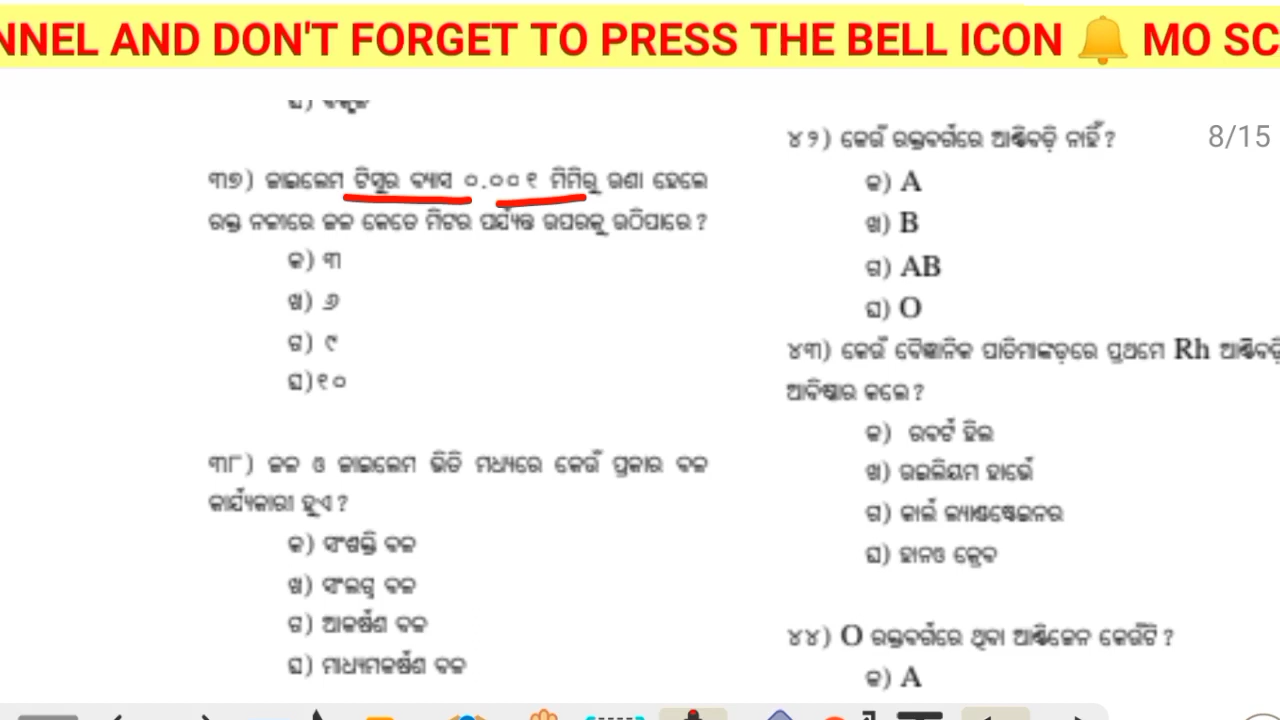 NNEL AND DON'T FORGET TO PRESS THE BELL ICON 🔔 MO SC
8/15
୩୭) ଜାଇଲେମ ଟିସୁର ବ୍ୟାସ ୦.୦୦୧ ମିମିରୁ ଊଣା ହେଲେ
ରକ୍ତ ନଳୀରେ ଜଳ କେତେ ମିଟର ପର୍ଯ୍ୟନ୍ତ ଉପରକୁ ଉଠିପାରେ ?
କ) ୩
ଖ) ୬
ଗ) ୯
ଘ)୧୦
୩୮) ଜଳ ଓ ଜାଇଲେମ ଭିତି ମଧ୍ୟରେ କେଉଁ ପ୍ରକାର ବଳ
କାର୍ଯ୍ୟକାରୀ ହୁଏ ?
କ) ସଂଶକ୍ତି ବଳ
ଖ) ସଂଲଗ୍ନ ବଳ
ଗ) ଆକର୍ଷଣ ବଳ
ଘ) ମାଧ୍ୟମକର୍ଷଣ ବଳ
୪୨) କେଉଁ ରକ୍ତବର୍ଗରେ ଆଣ୍ଟିବଡ଼ି ନାହିଁ ?
କ) A
ଖ) B
ଗ) AB
ଘ) O
୪୩) କେଉଁ ବୈଜ୍ଞାନିକ ପାତିମାଙ୍କଡ଼ରେ ପ୍ରଥମେ Rh ଆଣ୍ଟିବଡ଼ି
ଆବିଷ୍କାର କଲେ ?
କ) ରବର୍ଟ ହିଲ
ଖ) ଉଇଲିୟମ ହାର୍ଭେ
ଗ) କାର୍ଲ ଲ୍ୟାଣ୍ଡଷ୍ଟେଇନର
ଘ) ହାନଓ କ୍ରେବ
୪୪) O ରକ୍ତବର୍ଗରେ ଥିବା ଆଣ୍ଟିଜେନ କେଉଁଟି ?
କ) A